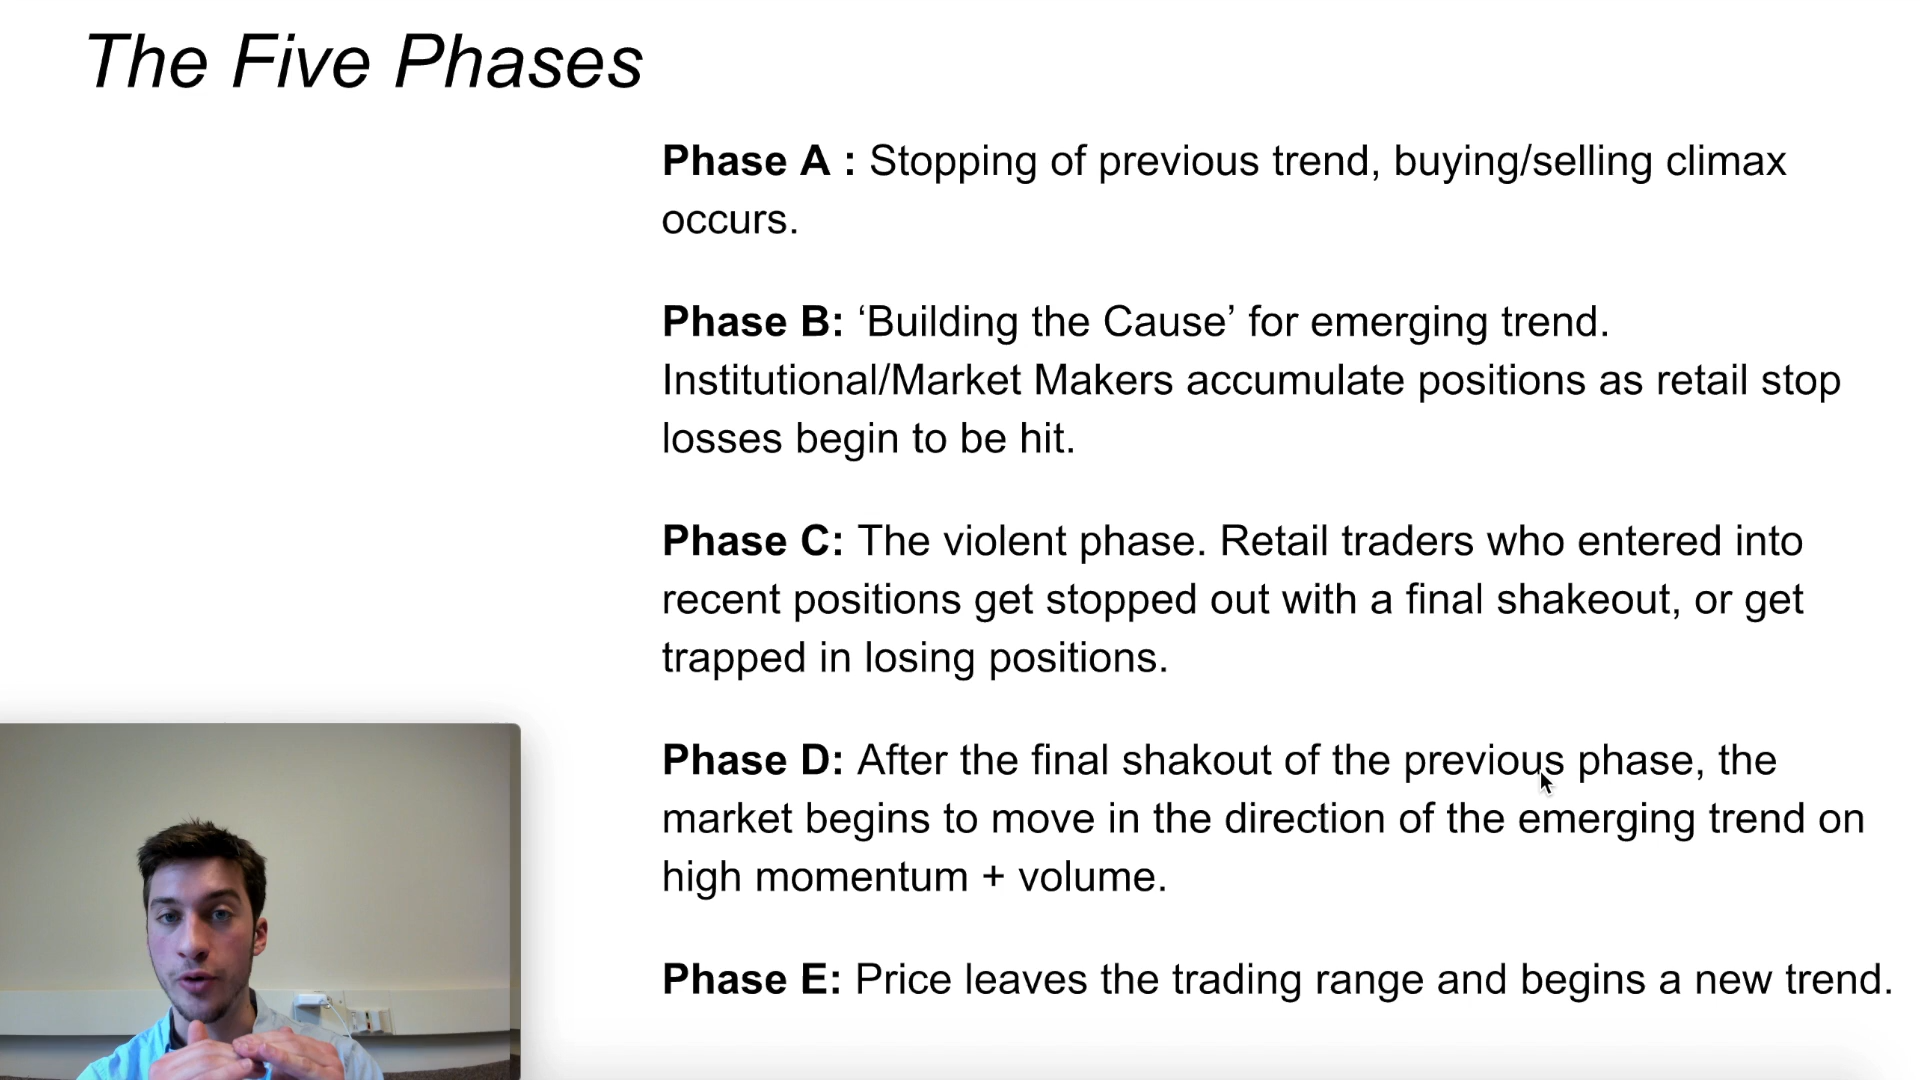 The Five Phases
Phase A : Stopping of previous trend, buying/selling climax
occurs.
Phase B: ‘Building the Cause’ for emerging trend.
Institutional/Market Makers accumulate positions as retail stop
losses begin to be hit.
Phase C: The violent phase. Retail traders who entered into
recent positions get stopped out with a final shakeout, or get
trapped in losing positions.
Phase D: After the final shakout of the previous phase, the
market begins to move in the direction of the emerging trend on
high momentum + volume.
Phase E: Price leaves the trading range and begins a new trend.